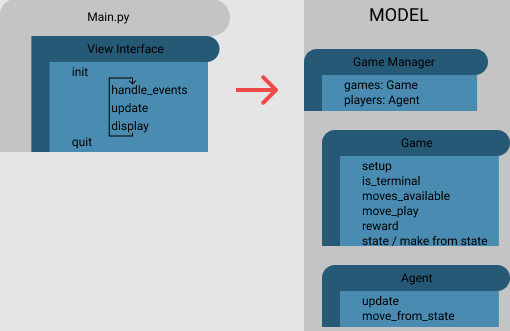 Main.py
View Interface
init
handle_events
update
display
quit
MODEL
Game Manager
games: Game
players: Agent
Game
setup
is_terminal
moves_available
move_play
reward
state / make from state
Agent
update
move_from_state